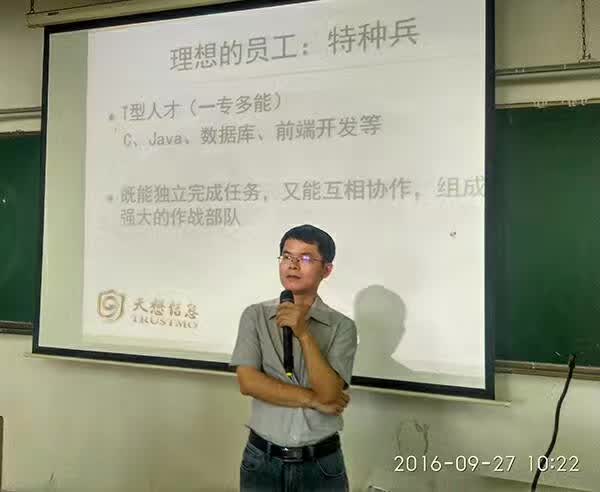 理想的员工：特种兵
T型人才（一专多能）
C、Java、数据库、前端开发等
既能独立完成任务，又能互相协作，组成
强大的作战部队
天懋信息
TRUSTMO
2016-09-27 10:22